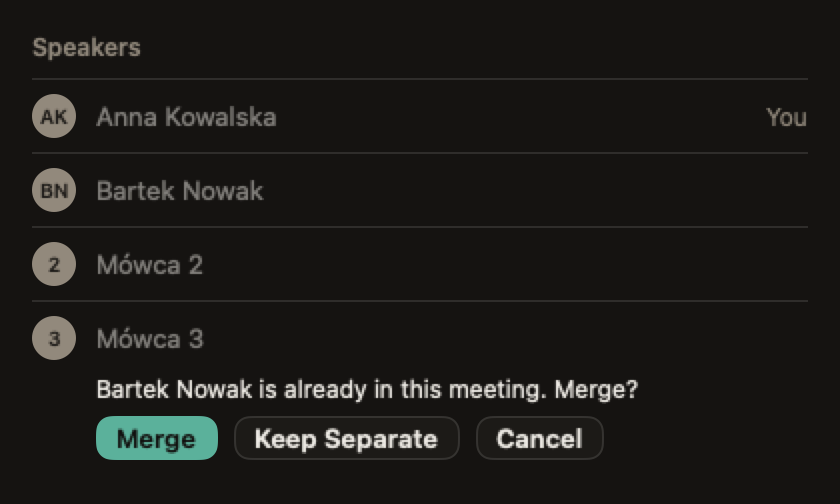 Speakers
AK Anna Kowalska You
BN Bartek Nowak
2 Mówca 2
3 Mówca 3
Bartek Nowak is already in this meeting. Merge?
Merge Keep Separate Cancel